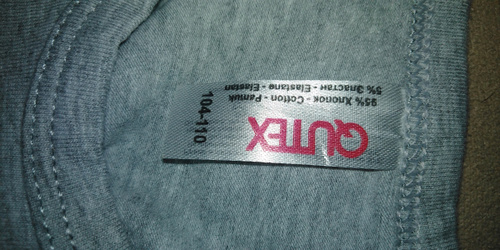 QUTEX
104-110
95% Хлопок - Cotton - Pamuk
5% Эластан - Elastane - Elastan